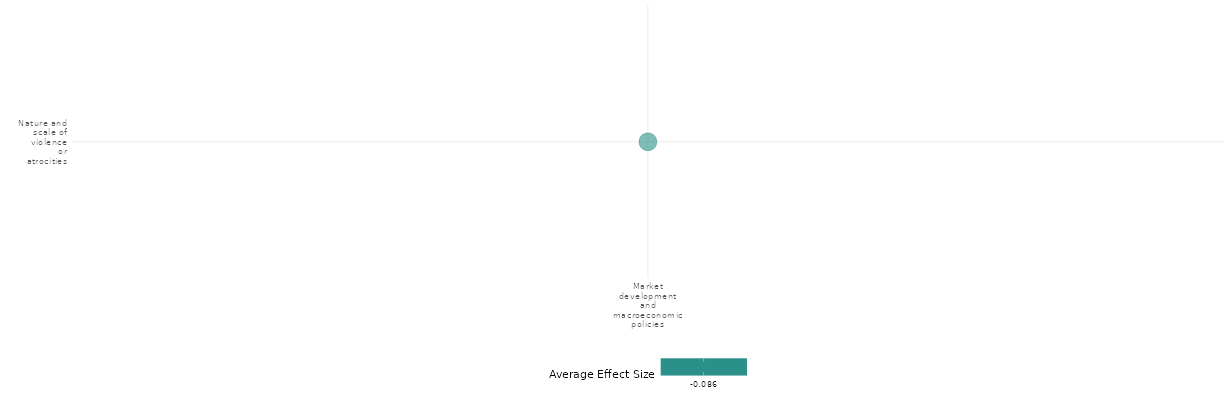 Nature and
scale of
violence
or
atrocities
Market
development
and
macroeconomic
policies
Average Effect Size
-0.086